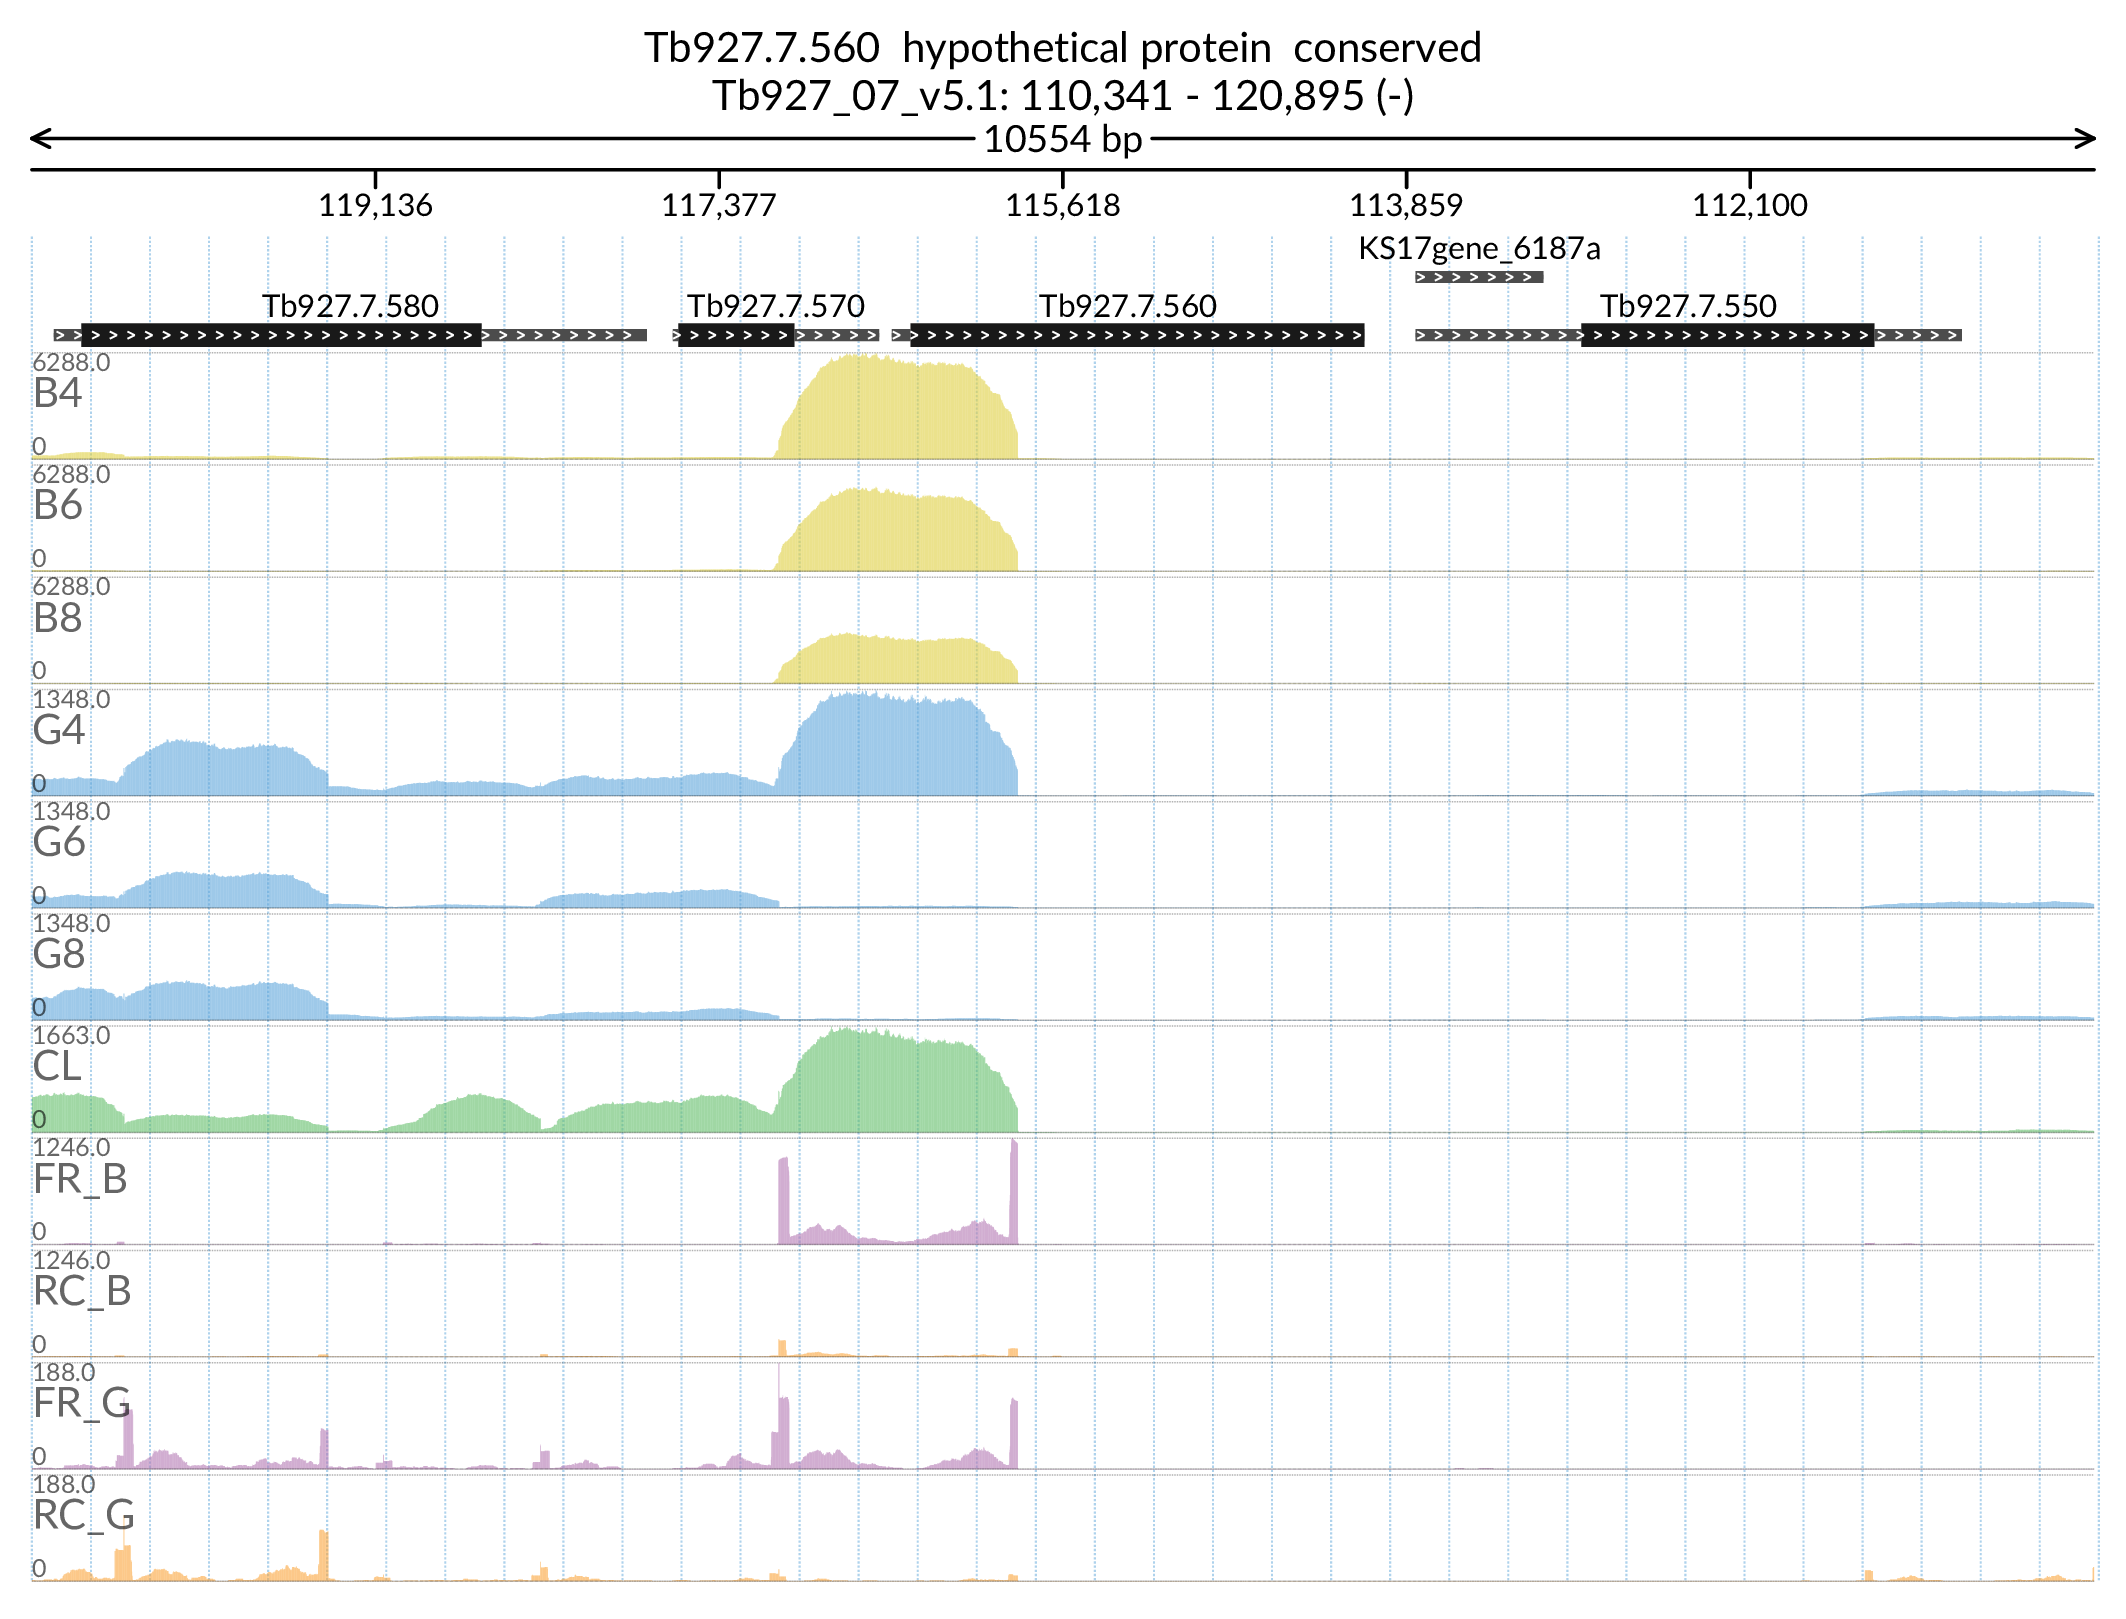 Tb927.7.560 hypothetical protein conserved
Tb927_07_v5.1: 110,341 - 120,895 (-)
10554 bp
119,136 117,377 115,618 113,859 112,100
KS17gene_6187a
Tb927.7.580 Tb927.7.570 Tb927.7.560 Tb927.7.550
6288.0
B4
0
6288.0
B6
0
6288.0
B8
0
1348.0
G4
0
1348.0
G6
0
1348.0
G8
0
1663.0
CL
0
1246.0
FR_B
0
1246.0
RC_B
0
188.0
FR_G
0
188.0
RC_G
0